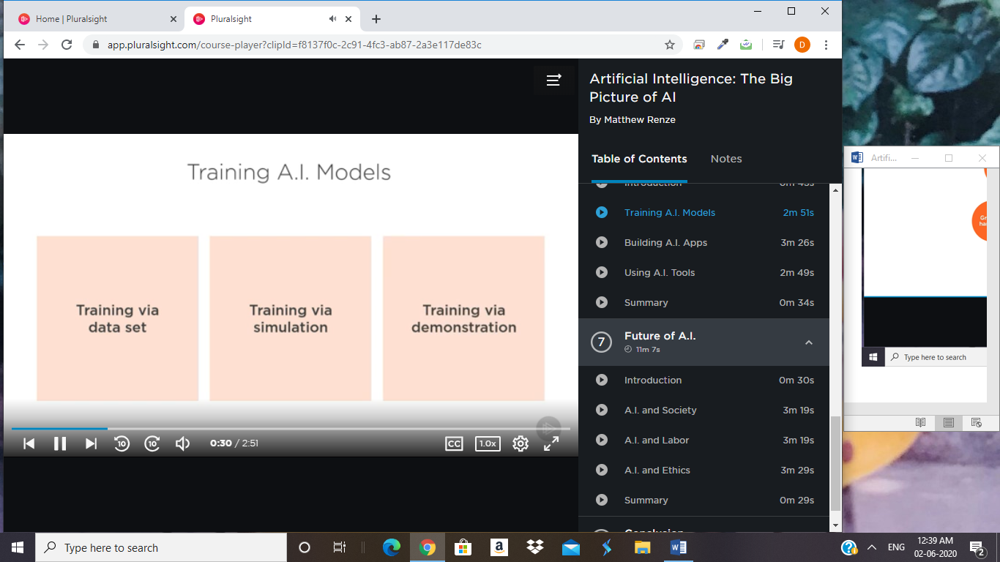 Home | Pluralsight
Pluralsight
app.pluralsight.com/course-player?clipId=f8137f0c-2c91-4fc3-ab87-2a3e117de83c
D
Training A.I. Models
Training via
data set
Training via
simulation
Training via
demonstration
10
10
0:30 / 2:51
CC
1.0x
Artificial Intelligence: The Big
Picture of AI
By Matthew Renze
Table of Contents
Notes
Introduction 0m 43s
Training A.I. Models 2m 51s
Building A.I. Apps 3m 26s
Using A.I. Tools 2m 49s
Summary 0m 34s
7
Future of A.I.
11m 7s
Introduction 0m 30s
A.I. and Society 3m 19s
A.I. and Labor 3m 19s
A.I. and Ethics 3m 29s
Summary 0m 29s
Conclusion
Artifi...
Type here to search
Type here to search
ENG
12:39 AM
02-06-2020
2